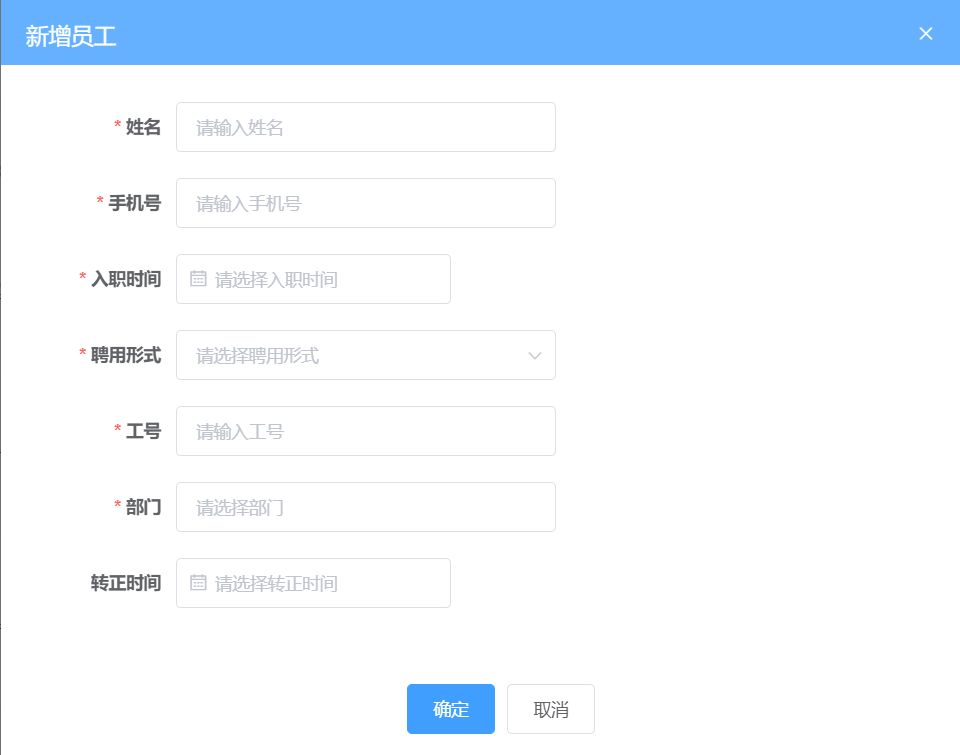 新增员工
* 姓名 请输入姓名
* 手机号 请输入手机号
* 入职时间 请选择入职时间
* 聘用形式 请选择聘用形式
* 工号 请输入工号
* 部门 请选择部门
转正时间 请选择转正时间
确定 取消